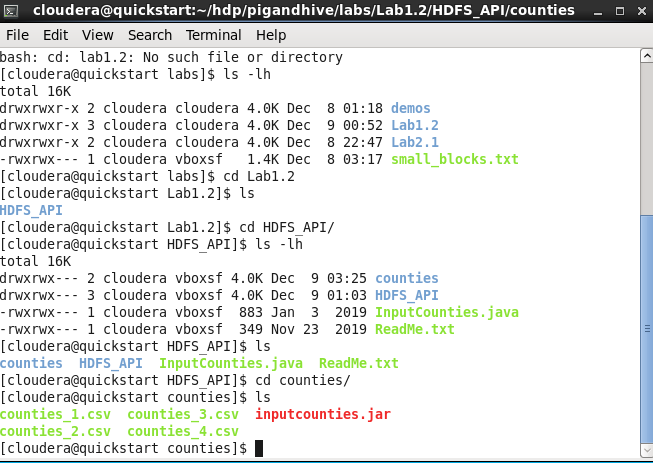 cloudera@quickstart:~/hdp/pigandhive/labs/Lab1.2/HDFS_API/counties
File Edit View Search Terminal Help
bash: cd: lab1.2: No such file or directory
[cloudera@quickstart labs]$ ls -lh
total 16K
drwxrwxr-x 2 cloudera cloudera 4.0K Dec  8 01:18 demos
drwxrwxr-x 3 cloudera cloudera 4.0K Dec  9 00:52 Lab1.2
drwxrwxr-x 2 cloudera cloudera 4.0K Dec  8 22:47 Lab2.1
-rwxrwx--- 1 cloudera vboxsf   1.4K Dec  8 03:17 small_blocks.txt
[cloudera@quickstart labs]$ cd Lab1.2
[cloudera@quickstart Lab1.2]$ ls
HDFS_API
[cloudera@quickstart Lab1.2]$ cd HDFS_API/
[cloudera@quickstart HDFS_API]$ ls -lh
total 16K
drwxrwx--- 2 cloudera vboxsf 4.0K Dec  9 03:25 counties
drwxrwx--- 3 cloudera vboxsf 4.0K Dec  9 01:03 HDFS_API
-rwxrwx--- 1 cloudera vboxsf  883 Jan  3  2019 InputCounties.java
-rwxrwx--- 1 cloudera vboxsf  349 Nov 23  2019 ReadMe.txt
[cloudera@quickstart HDFS_API]$ ls
counties  HDFS_API  InputCounties.java  ReadMe.txt
[cloudera@quickstart HDFS_API]$ cd counties/
[cloudera@quickstart counties]$ ls
counties_1.csv  counties_3.csv  inputcounties.jar
counties_2.csv  counties_4.csv
[cloudera@quickstart counties]$